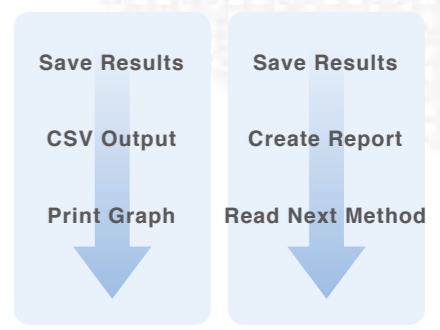 Save Results
CSV Output
Print Graph
Save Results
Create Report
Read Next Method